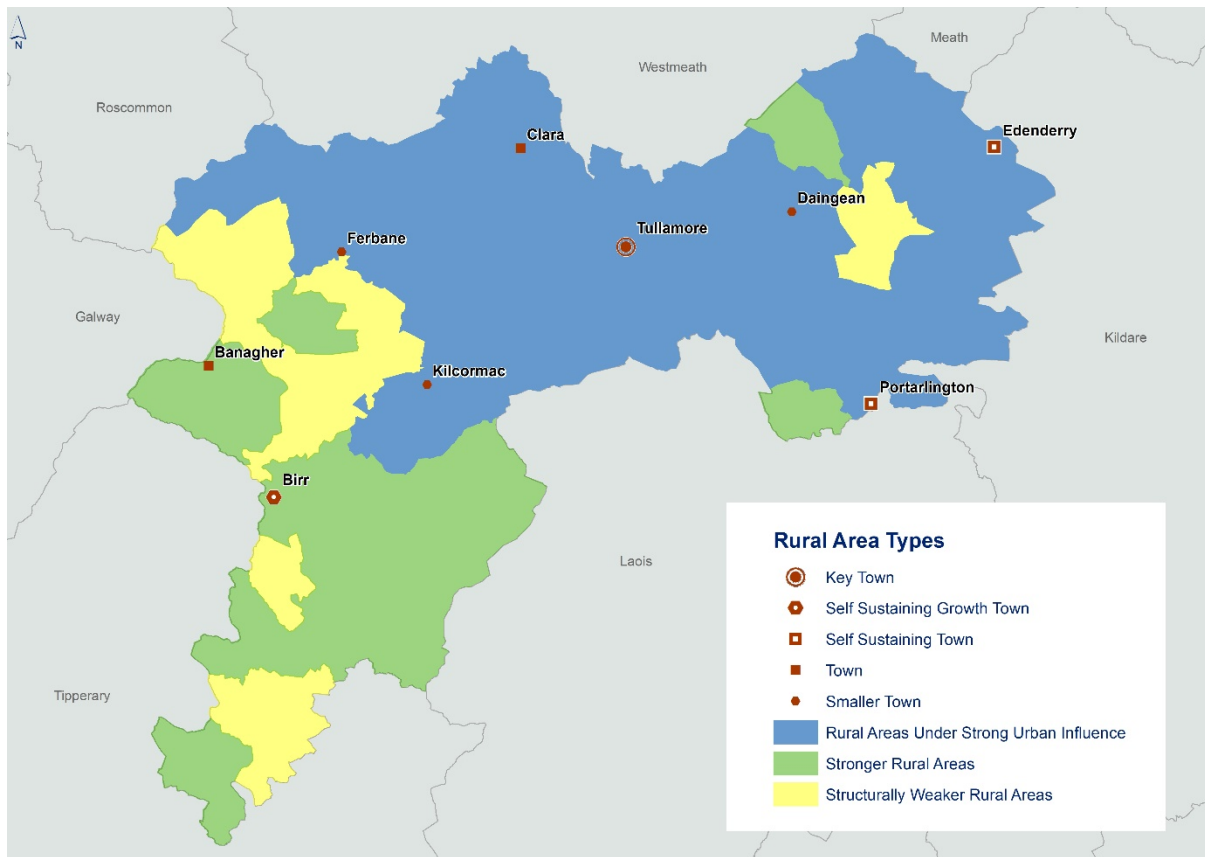 N
Meath
Westmeath
Roscommon
Clara
Edenderry
Daingean
Tullamore
Ferbane
Galway
Kildare
Banagher
Kilcormac
Portarlington
Birr
Laois
Tipperary
Rural Area Types
Key Town
Self Sustaining Growth Town
Self Sustaining Town
Town
Smaller Town
Rural Areas Under Strong Urban Influence
Stronger Rural Areas
Structurally Weaker Rural Areas